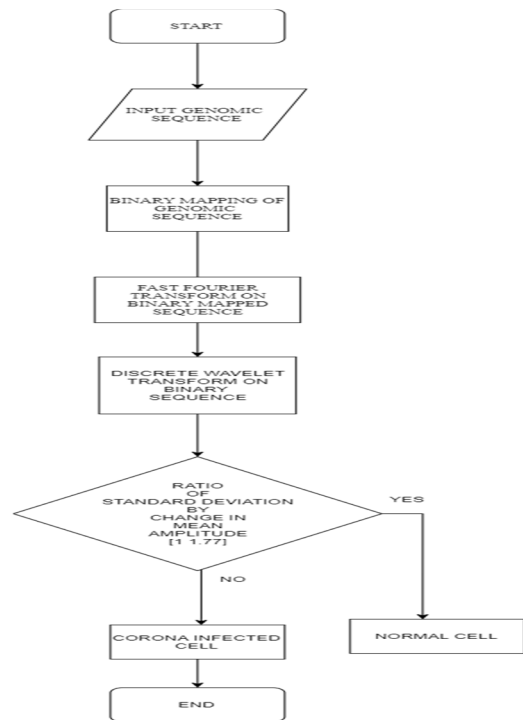 START
INPUT GENOMIC
SEQUENCE
BINARY MAPPING OF
GENOMIC
SEQUENCE
FAST FOURIER
TRANSFORM ON
BINARY MAPPED
SEQUENCE
DISCRETE WAVELET
TRANSFORM ON
BINARY
SEQUENCE
RATIO
OF
STANDARD DEVIATION
BY
CHANGE IN
MEAN
AMPLITUDE
[1 1.77]
YES
NO
CORONA INFECTED
CELL
NORMAL CELL
END